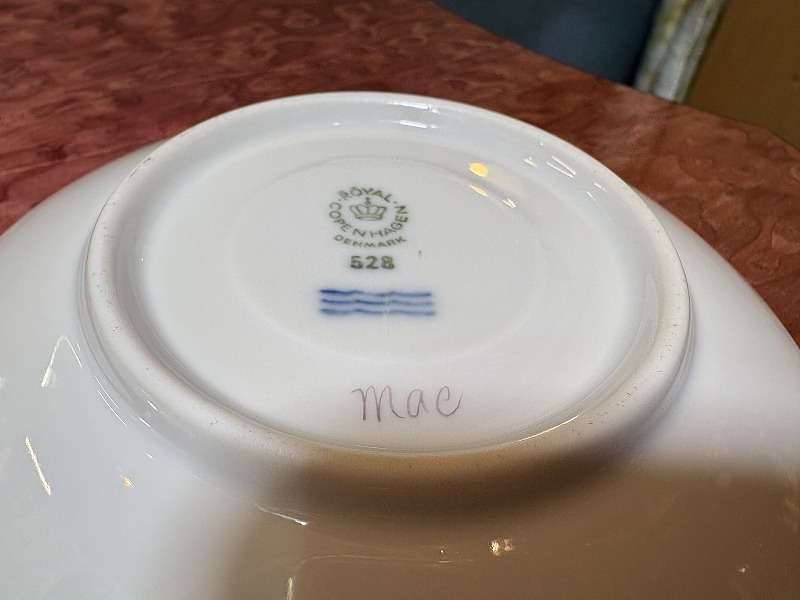 ROYAL
COPENHAGEN
DENMARK
528
mac